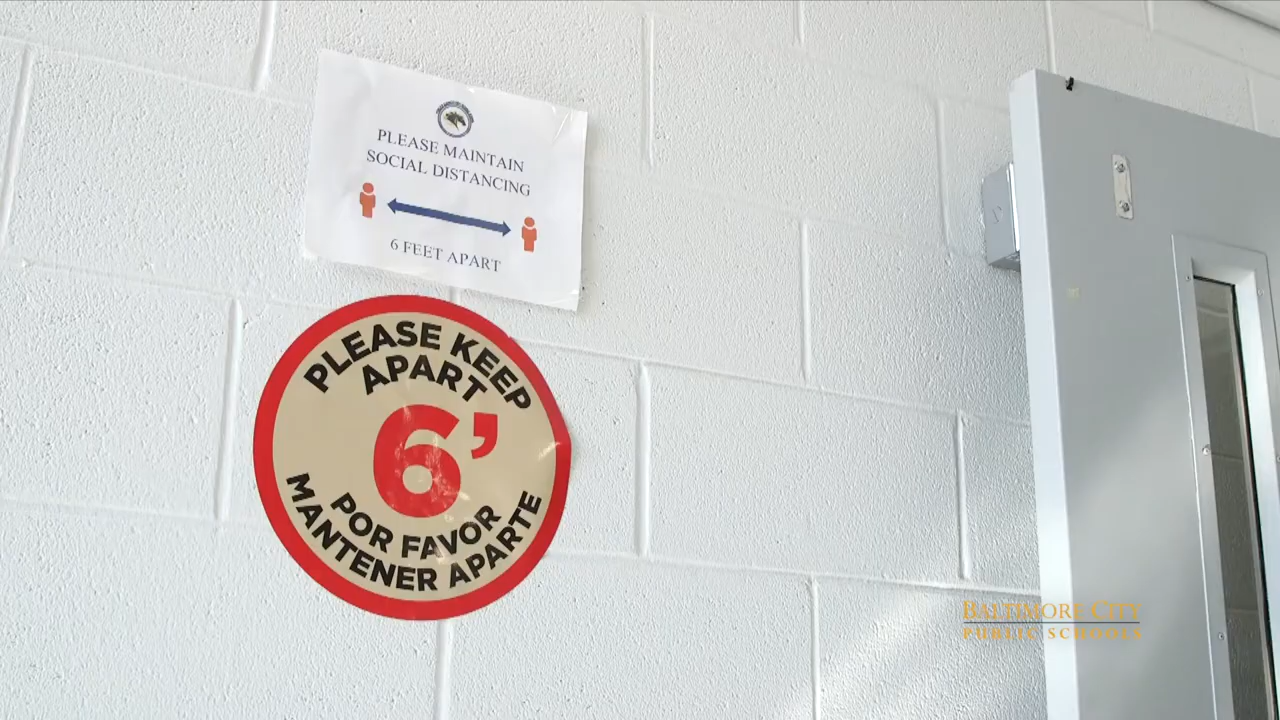 PLEASE MAINTAIN
SOCIAL DISTANCING
6 FEET APART
PLEASE KEEP
APART
6'
POR FAVOR
MANTENER APARTE
BALTIMORE CITY
PUBLIC SCHOOLS